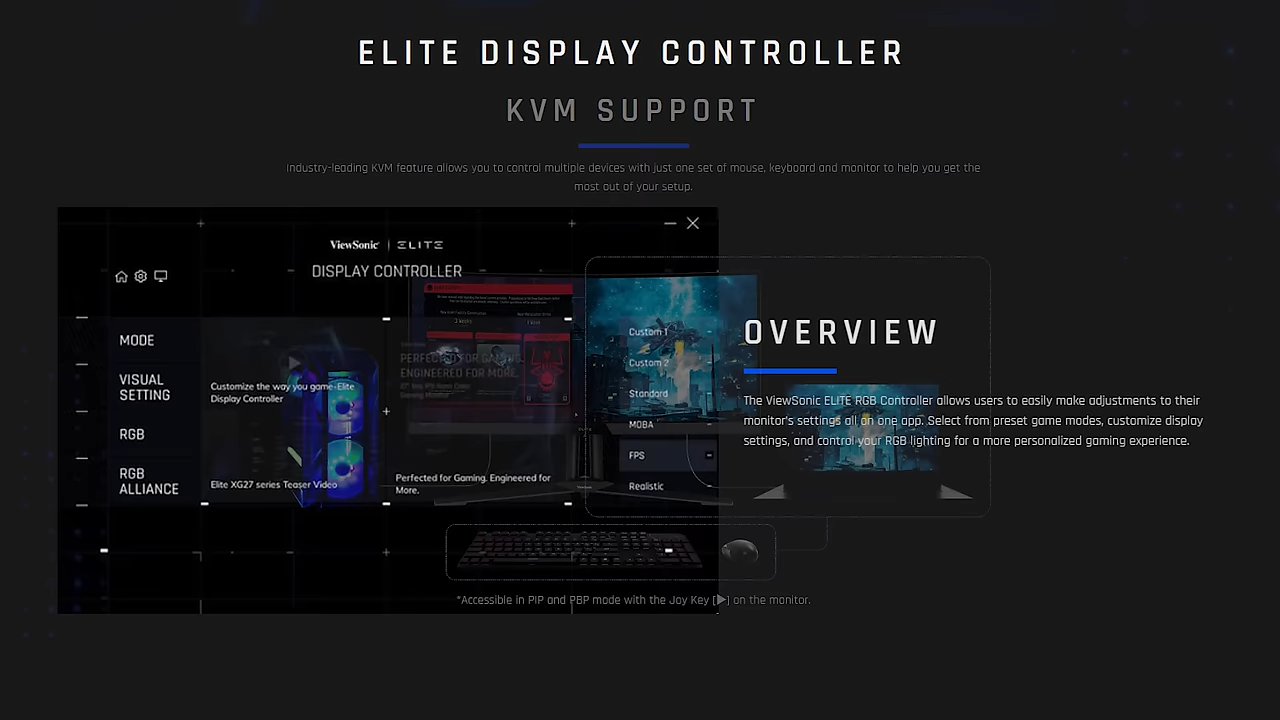 ELITE DISPLAY CONTROLLER
KVM SUPPORT
Industry-leading KVM feature allows you to control multiple devices with just one set of mouse, keyboard and monitor to help you get the
most out of your setup.
ViewSonic ELITE
DISPLAY CONTROLLER
MODE
VISUAL
SETTING
RGB
RGB
ALLIANCE
Customize the way you game-Elite
Display Controller
Elite XG27 series Teaser Video
PERFECTED FOR GAMING.
ENGINEERED FOR MORE.
Perfected for Gaming. Engineered for
More.
Custom 1
Custom 2
Standard
MOBA
FPS
Realistic
OVERVIEW
The ViewSonic ELITE RGB Controller allows users to easily make adjustments to their
monitor's settings all on one app. Select from preset game modes, customize display
settings, and control your RGB lighting for a more personalized gaming experience.
*Accessible in PIP and PBP mode with the Joy Key [▶] on the monitor.